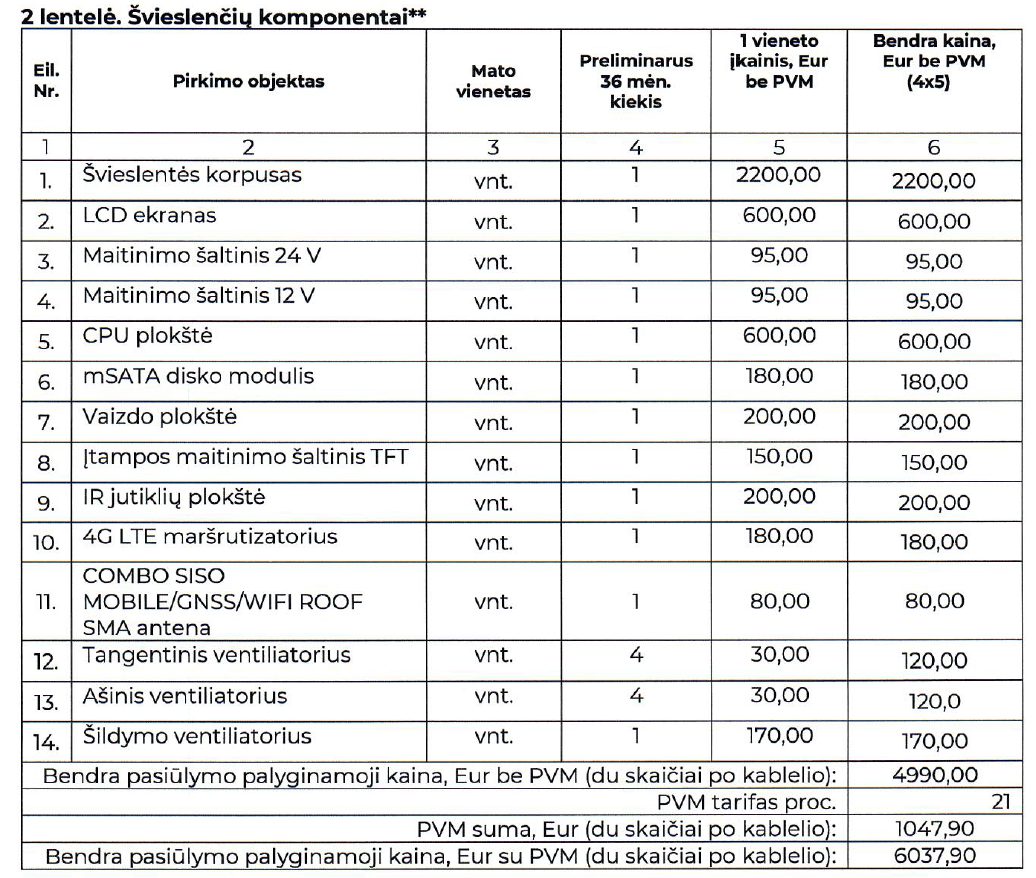 2 lentelė. Švieslenčių komponentai**
Eil. Nr. | Pirkimo objektas | Mato vienetas | Preliminarus 36 mėn. kiekis | 1 vieneto įkainis, Eur be PVM | Bendra kaina, Eur be PVM (4x5)
1 | 2 | 3 | 4 | 5 | 6
1. | Švieslentės korpusas | vnt. | 1 | 2200,00 | 2200,00
2. | LCD ekranas | vnt. | 1 | 600,00 | 600,00
3. | Maitinimo šaltinis 24 V | vnt. | 1 | 95,00 | 95,00
4. | Maitinimo šaltinis 12 V | vnt. | 1 | 95,00 | 95,00
5. | CPU plokštė | vnt. | 1 | 600,00 | 600,00
6. | mSATA disko modulis | vnt. | 1 | 180,00 | 180,00
7. | Vaizdo plokštė | vnt. | 1 | 200,00 | 200,00
8. | Įtampos maitinimo šaltinis TFT | vnt. | 1 | 150,00 | 150,00
9. | IR jutiklių plokštė | vnt. | 1 | 200,00 | 200,00
10. | 4G LTE maršrutizatorius | vnt. | 1 | 180,00 | 180,00
11. | COMBO SISO MOBILE/GNSS/WIFI ROOF SMA antena | vnt. | 1 | 80,00 | 80,00
12. | Tangentinis ventiliatorius | vnt. | 4 | 30,00 | 120,00
13. | Ašinis ventiliatorius | vnt. | 4 | 30,00 | 120,0
14. | Šildymo ventiliatorius | vnt. | 1 | 170,00 | 170,00
Bendra pasiūlymo palyginamoji kaina, Eur be PVM (du skaičiai po kablelio): | 4990,00
PVM tarifas proc. | 21
PVM suma, Eur (du skaičiai po kablelio): | 1047,90
Bendra pasiūlymo palyginamoji kaina, Eur su PVM (du skaičiai po kablelio): | 6037,90